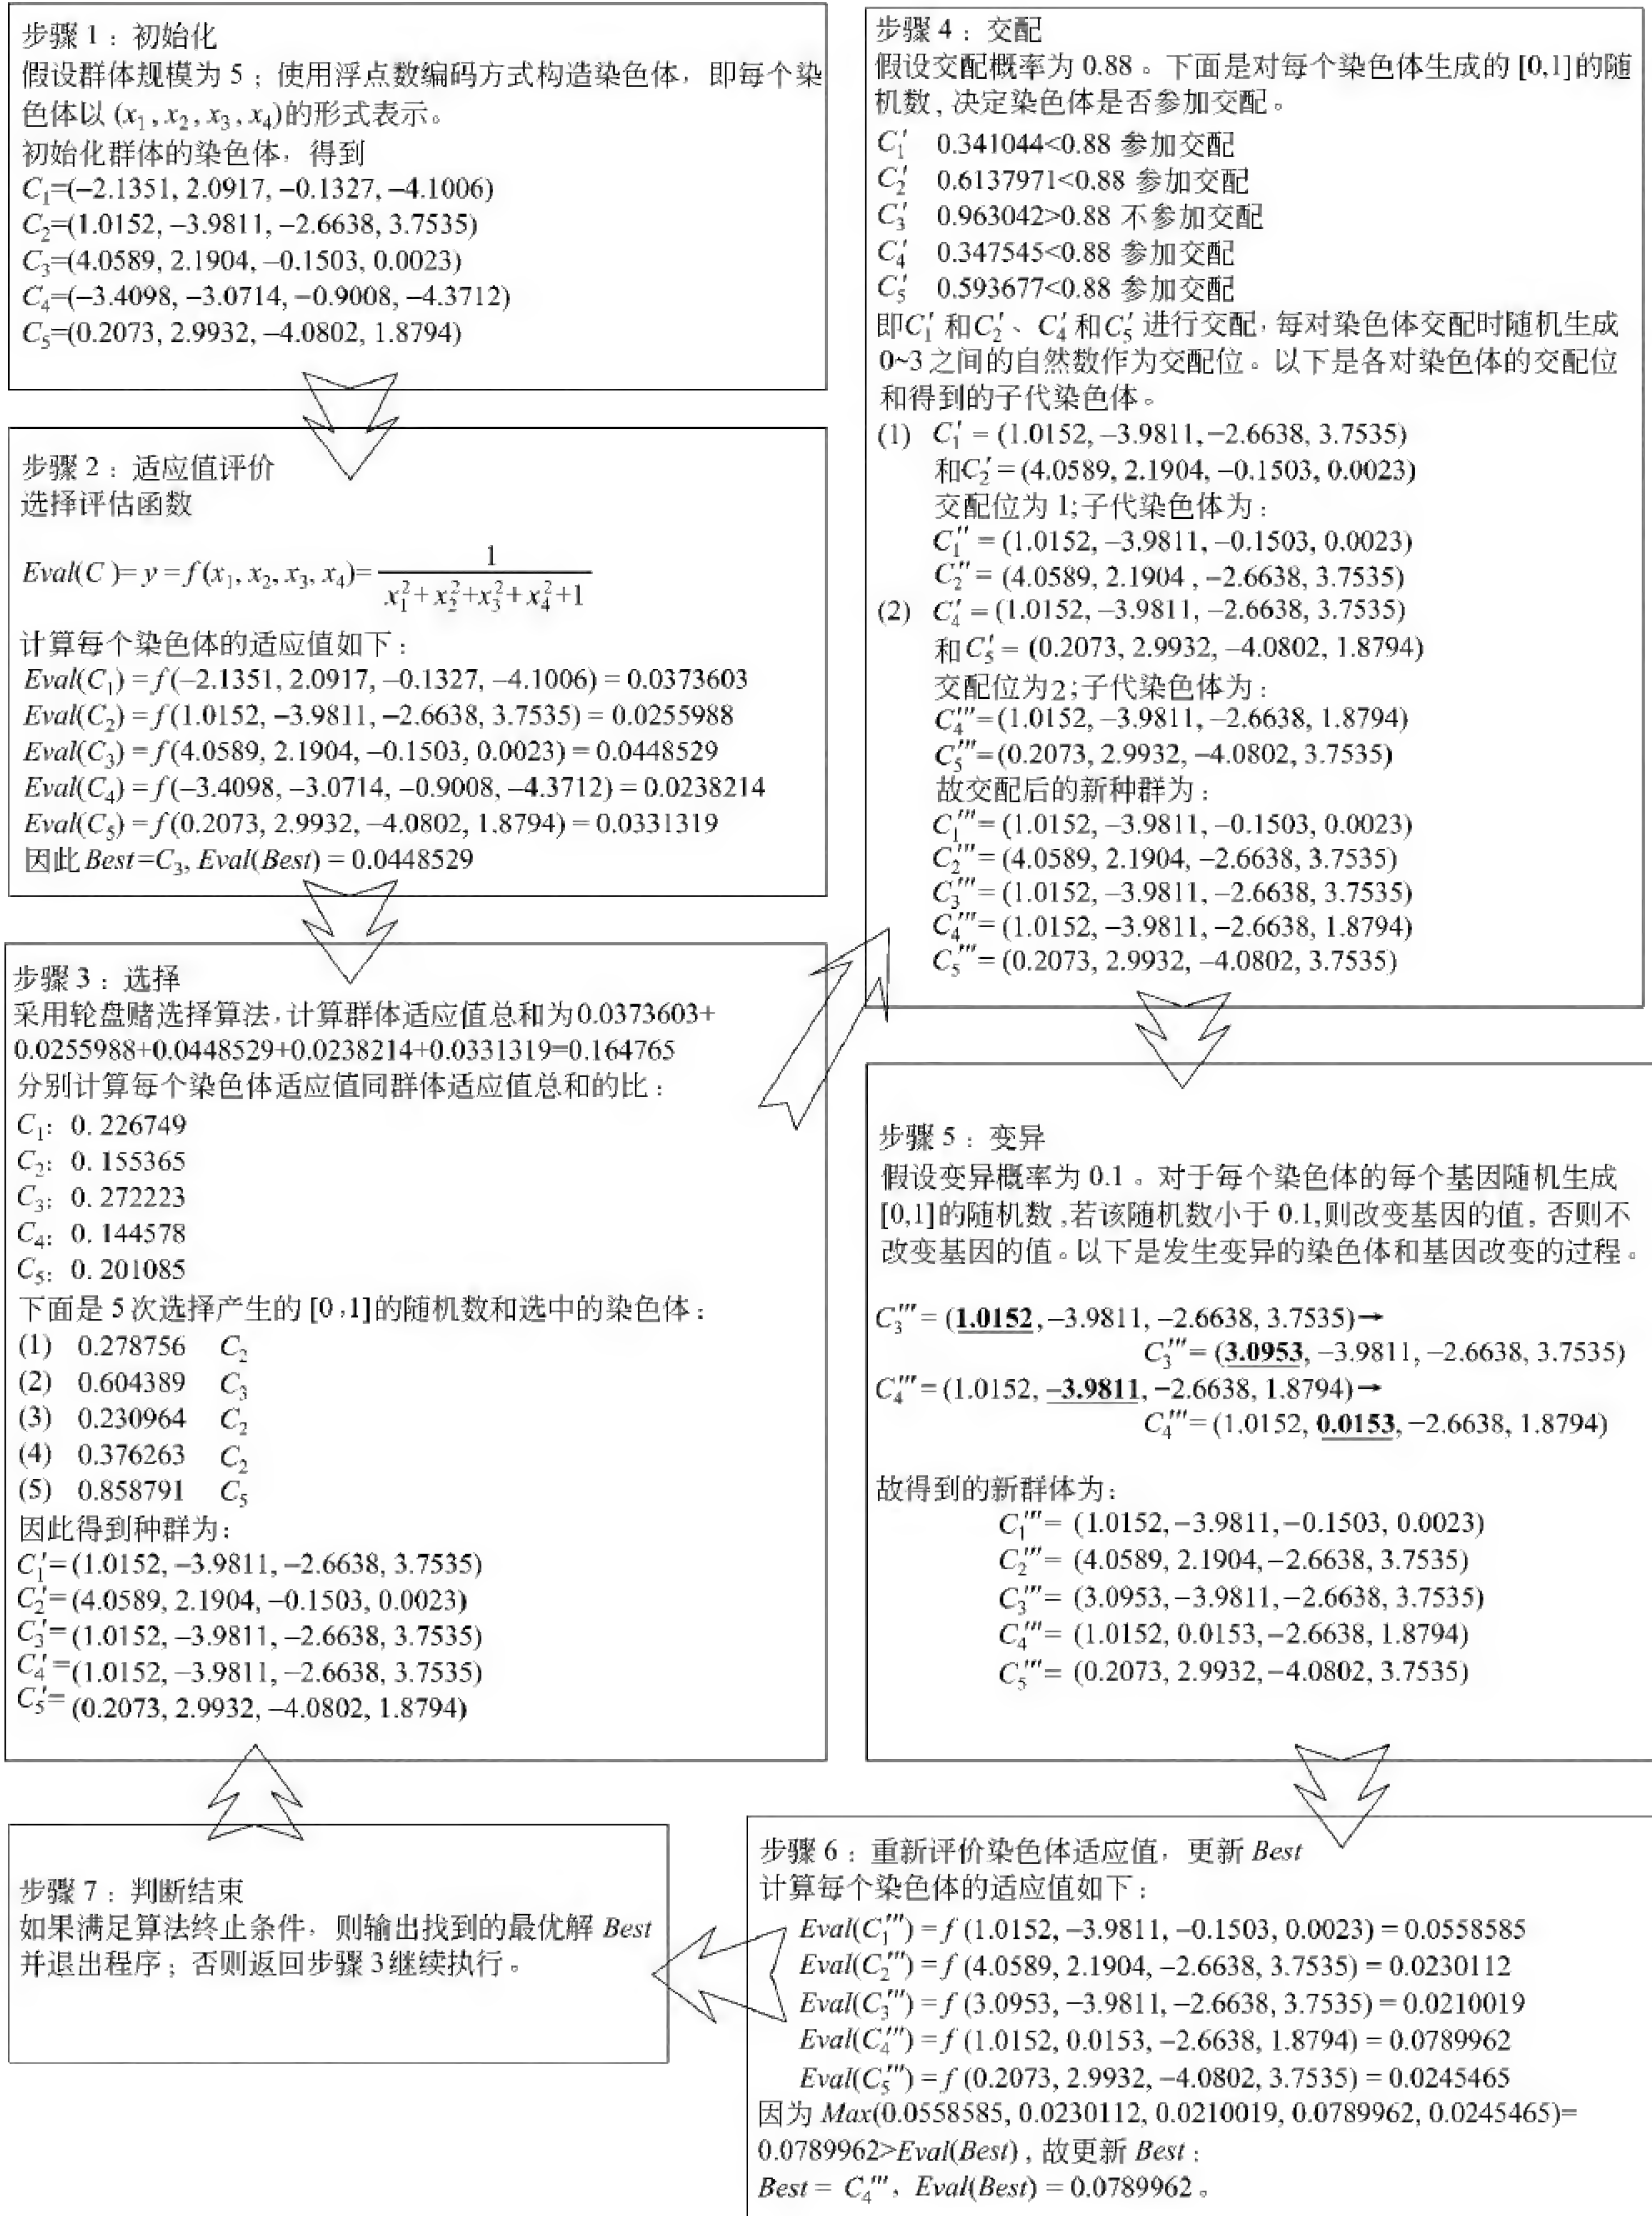 步骤 1：初始化
假设群体规模为 5；使用浮点数编码方式构造染色体，即每个染
色体以 (x₁,x₂,x₃,x₄)的形式表示。
初始化群体的染色体，得到
C₁=(–2.1351, 2.0917, –0.1327, –4.1006)
C₂=(1.0152, –3.9811, –2.6638, 3.7535)
C₃=(4.0589, 2.1904, –0.1503, 0.0023)
C₄=(–3.4098, –3.0714, –0.9008, –4.3712)
C₅=(0.2073, 2.9932, –4.0802, 1.8794)
步骤 2：适应值评价
选择评估函数
Eval(C )= y = f (x₁, x₂, x₃, x₄)= 1 / (x₁²+x₂²+x₃²+x₄²+1)
计算每个染色体的适应值如下：
Eval(C₁) = f (–2.1351, 2.0917, –0.1327, –4.1006) = 0.0373603
Eval(C₂) = f (1.0152, –3.9811, –2.6638, 3.7535) = 0.0255988
Eval(C₃) = f (4.0589, 2.1904, –0.1503, 0.0023) = 0.0448529
Eval(C₄) = f (–3.4098, –3.0714, –0.9008, –4.3712) = 0.0238214
Eval(C₅) = f (0.2073, 2.9932, –4.0802, 1.8794) = 0.0331319
因此 Best=C₃, Eval(Best) = 0.0448529
步骤 3：选择
采用轮盘赌选择算法，计算群体适应值总和为0.0373603+
0.0255988+0.0448529+0.0238214+0.0331319=0.164765
分别计算每个染色体适应值同群体适应值总和的比：
C₁: 0. 226749
C₂: 0. 155365
C₃: 0. 272223
C₄: 0. 144578
C₅: 0. 201085
下面是 5 次选择产生的 [0,1]的随机数和选中的染色体：
(1) 0.278756 C₂
(2) 0.604389 C₃
(3) 0.230964 C₂
(4) 0.376263 C₂
(5) 0.858791 C₅
因此得到种群为：
C₁′=(1.0152, –3.9811, –2.6638, 3.7535)
C₂′=(4.0589, 2.1904, –0.1503, 0.0023)
C₃′=(1.0152, –3.9811, –2.6638, 3.7535)
C₄′=(1.0152, –3.9811, –2.6638, 3.7535)
C₅′=(0.2073, 2.9932, –4.0802, 1.8794)
步骤 4：交配
假设交配概率为 0.88。下面是对每个染色体生成的 [0,1]的随
机数，决定染色体是否参加交配。
C₁′ 0.341044<0.88 参加交配
C₂′ 0.6137971<0.88 参加交配
C₃′ 0.963042>0.88 不参加交配
C₄′ 0.347545<0.88 参加交配
C₅′ 0.593677<0.88 参加交配
即C₁′ 和C₂′、C₄′ 和C₅′ 进行交配，每对染色体交配时随机生成
0~3 之间的自然数作为交配位。以下是各对染色体的交配位
和得到的子代染色体。
(1) C₁′ = (1.0152, –3.9811, –2.6638, 3.7535)
和C₂′ = (4.0589, 2.1904, –0.1503, 0.0023)
交配位为 1;子代染色体为：
C₁″ = (1.0152, –3.9811, –0.1503, 0.0023)
C₂″ = (4.0589, 2.1904 , –2.6638, 3.7535)
(2) C₄′ = (1.0152, –3.9811, –2.6638, 3.7535)
和C₅′ = (0.2073, 2.9932, –4.0802, 1.8794)
交配位为2;子代染色体为：
C₄‴=(1.0152, –3.9811, –2.6638, 1.8794)
C₅‴=(0.2073, 2.9932, –4.0802, 3.7535)
故交配后的新种群为：
C₁‴= (1.0152, –3.9811, –0.1503, 0.0023)
C₂‴= (4.0589, 2.1904, –2.6638, 3.7535)
C₃‴= (1.0152, –3.9811, –2.6638, 3.7535)
C₄‴= (1.0152, –3.9811, –2.6638, 1.8794)
C₅‴= (0.2073, 2.9932, –4.0802, 3.7535)
步骤 5：变异
假设变异概率为 0.1。对于每个染色体的每个基因随机生成
[0,1]的随机数，若该随机数小于 0.1,则改变基因的值，否则不
改变基因的值。以下是发生变异的染色体和基因改变的过程。
C₃‴ = (1.0152, –3.9811, –2.6638, 3.7535)→
C₃‴ = (3.0953, –3.9811, –2.6638, 3.7535)
C₄‴ = (1.0152, –3.9811, –2.6638, 1.8794)→
C₄‴ = (1.0152, 0.0153, –2.6638, 1.8794)
故得到的新群体为：
C₁‴= (1.0152, –3.9811, –0.1503, 0.0023)
C₂‴= (4.0589, 2.1904, –2.6638, 3.7535)
C₃‴= (3.0953, –3.9811, –2.6638, 3.7535)
C₄‴= (1.0152, 0.0153, –2.6638, 1.8794)
C₅‴= (0.2073, 2.9932, –4.0802, 3.7535)
步骤 6：重新评价染色体适应值，更新 Best
计算每个染色体的适应值如下：
Eval(C₁‴) = f (1.0152, –3.9811, –0.1503, 0.0023) = 0.0558585
Eval(C₂‴) = f (4.0589, 2.1904, –2.6638, 3.7535) = 0.0230112
Eval(C₃‴) = f (3.0953, –3.9811, –2.6638, 3.7535) = 0.0210019
Eval(C₄‴) = f (1.0152, 0.0153, –2.6638, 1.8794) = 0.0789962
Eval(C₅‴) = f (0.2073, 2.9932, –4.0802, 3.7535) = 0.0245465
因为 Max(0.0558585, 0.0230112, 0.0210019, 0.0789962, 0.0245465)=
0.0789962>Eval(Best)，故更新 Best：
Best = C₄‴，Eval(Best) = 0.0789962。
步骤 7：判断结束
如果满足算法终止条件，则输出找到的最优解 Best
并退出程序；否则返回步骤 3继续执行。